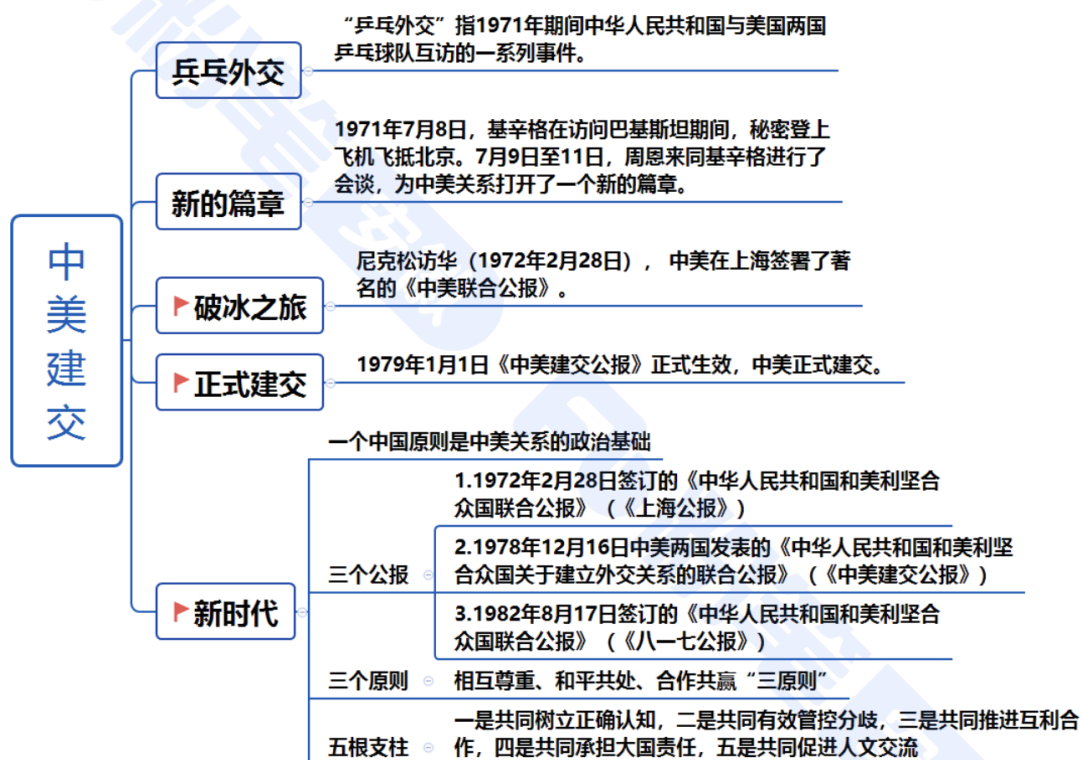 中美建交
兵乓外交
“乒乓外交”指1971年期间中华人民共和国与美国两国
乒乓球队互访的一系列事件。
新的篇章
1971年7月8日，基辛格在访问巴基斯坦期间，秘密登上
飞机飞抵北京。7月9日至11日，周恩来同基辛格进行了
会谈，为中美关系打开了一个新的篇章。
破冰之旅
尼克松访华（1972年2月28日），中美在上海签署了著
名的《中美联合公报》。
正式建交
1979年1月1日《中美建交公报》正式生效，中美正式建交。
新时代
一个中国原则是中美关系的政治基础
三个公报
1.1972年2月28日签订的《中华人民共和国和美利坚合
众国联合公报》（《上海公报》）
2.1978年12月16日中美两国发表的《中华人民共和国和美利坚
合众国关于建立外交关系的联合公报》（《中美建交公报》）
3.1982年8月17日签订的《中华人民共和国和美利坚合
众国联合公报》（《八一七公报》）
三个原则
相互尊重、和平共处、合作共赢“三原则”
五根支柱
一是共同树立正确认知，二是共同有效管控分歧，三是共同推进互利合
作，四是共同承担大国责任，五是共同促进人文交流